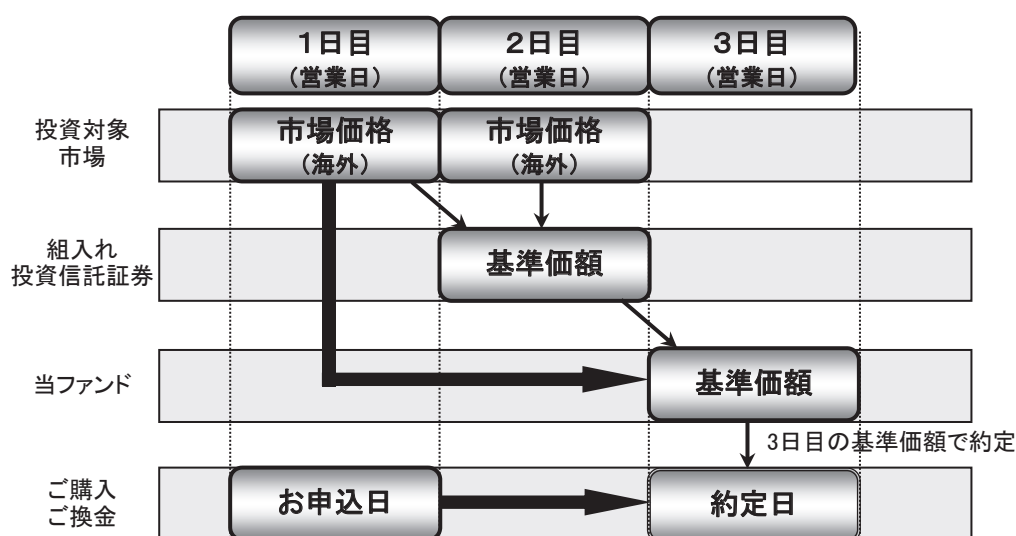 １日目
（営業日）
２日目
（営業日）
３日目
（営業日）
投資対象
市場
市場価格
（海外）
市場価格
（海外）
組入れ
投資信託証券
基準価額
当ファンド
基準価額
3日目の基準価額で約定
ご購入
ご換金
お申込日
約定日